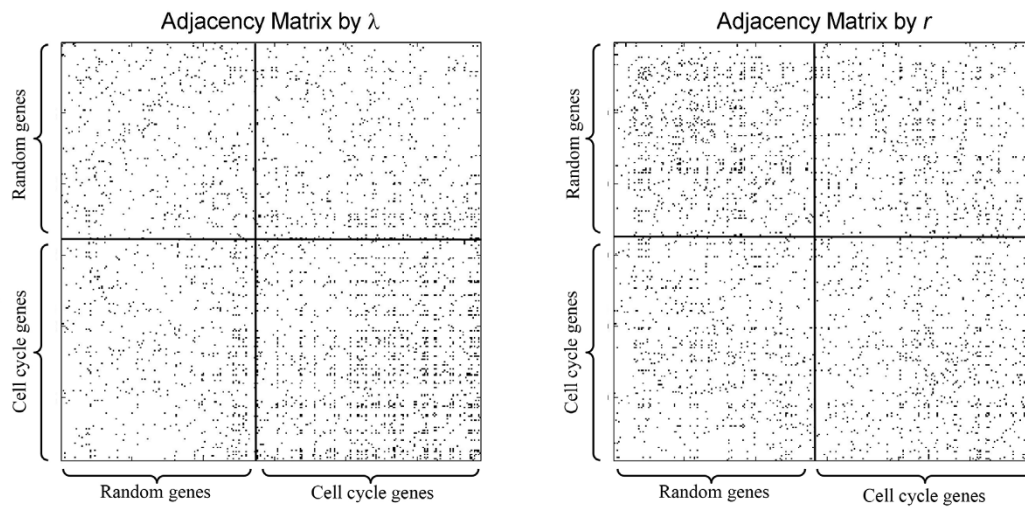 Adjacency Matrix by λ
Random genes
Cell cycle genes
Random genes
Cell cycle genes
Adjacency Matrix by r
Random genes
Cell cycle genes
Random genes
Cell cycle genes